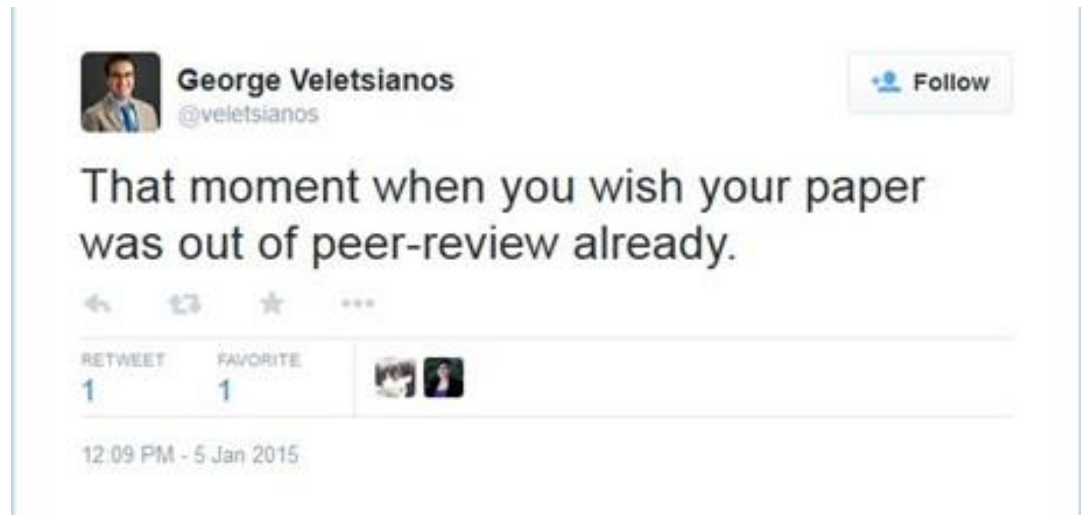 George Veletsianos
Follow
@veletsianos
That moment when you wish your paper
was out of peer-review already.
RETWEET FAVORITE
1 1
12:09 PM - 5 Jan 2015